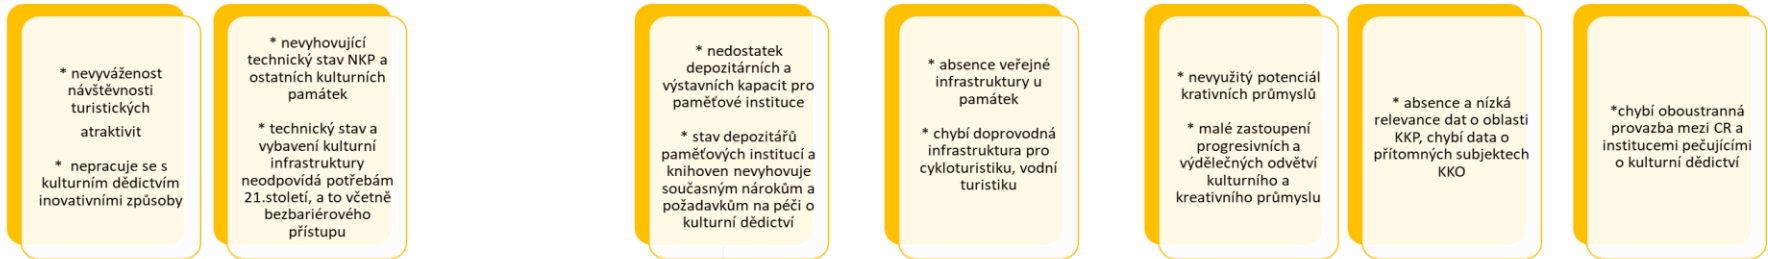 * nevyváženost
návštěvnosti
turistických
atraktivit
* nepracuje se s
kulturním dědictvím
inovativními způsoby
* nevyhovující
technický stav NKP a
ostatních kulturních
památek
* technický stav a
vybavení kulturní
infrastruktury
neodpovídá potřebám
21.století, a to včetně
bezbariérového
přístupu
* nedostatek
depozitárních a
výstavních kapacit pro
paměťové instituce
* stav depozitářů
paměťových institucí a
knihoven nevyhovuje
současným nárokům a
požadavkům na péči o
kulturní dědictví
* absence veřejné
infrastruktury u
památek
* chybí doprovodná
infrastruktura pro
cykloturistiku, vodní
turistiku
* nevyužitý potenciál
krativních průmyslů
* malé zastoupení
progresivních a
výdělečných odvětví
kulturního a
kreativního průmyslu
* absence a nízká
relevance dat o oblasti
KKP, chybí data o
přítomných subjektech
KKO
*chybí oboustranná
provazba mezi CR a
institucemi pečujícími
o kulturní dědictví